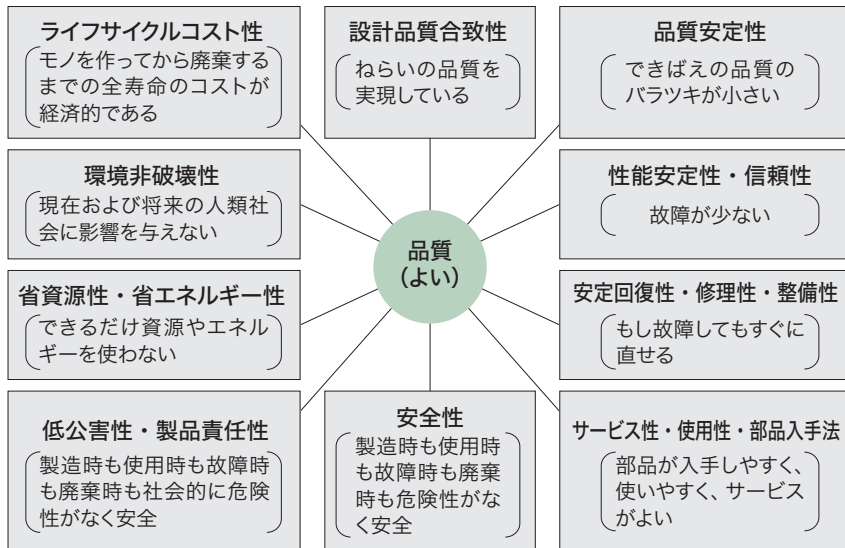 ライフサイクルコスト性
モノを作ってから廃棄する
までの全寿命のコストが
経済的である
設計品質合致性
ねらいの品質を
実現している
品質安定性
できばえの品質の
バラツキが小さい
環境非破壊性
現在および将来の人類社
会に影響を与えない
品質
(よい)
性能安定性・信頼性
故障が少ない
省資源性・省エネルギー性
できるだけ資源やエネル
ギーを使わない
安定回復性・修理性・整備性
もし故障してもすぐに
直せる
低公害性・製品責任性
製造時も使用時も故障時
も廃棄時も社会的に危険
性がなく安全
安全性
製造時も使用時
も故障時も廃棄
時も危険性がな
く安全
サービス性・使用性・部品入手法
部品が入手しやすく、
使いやすく、サービス
がよい